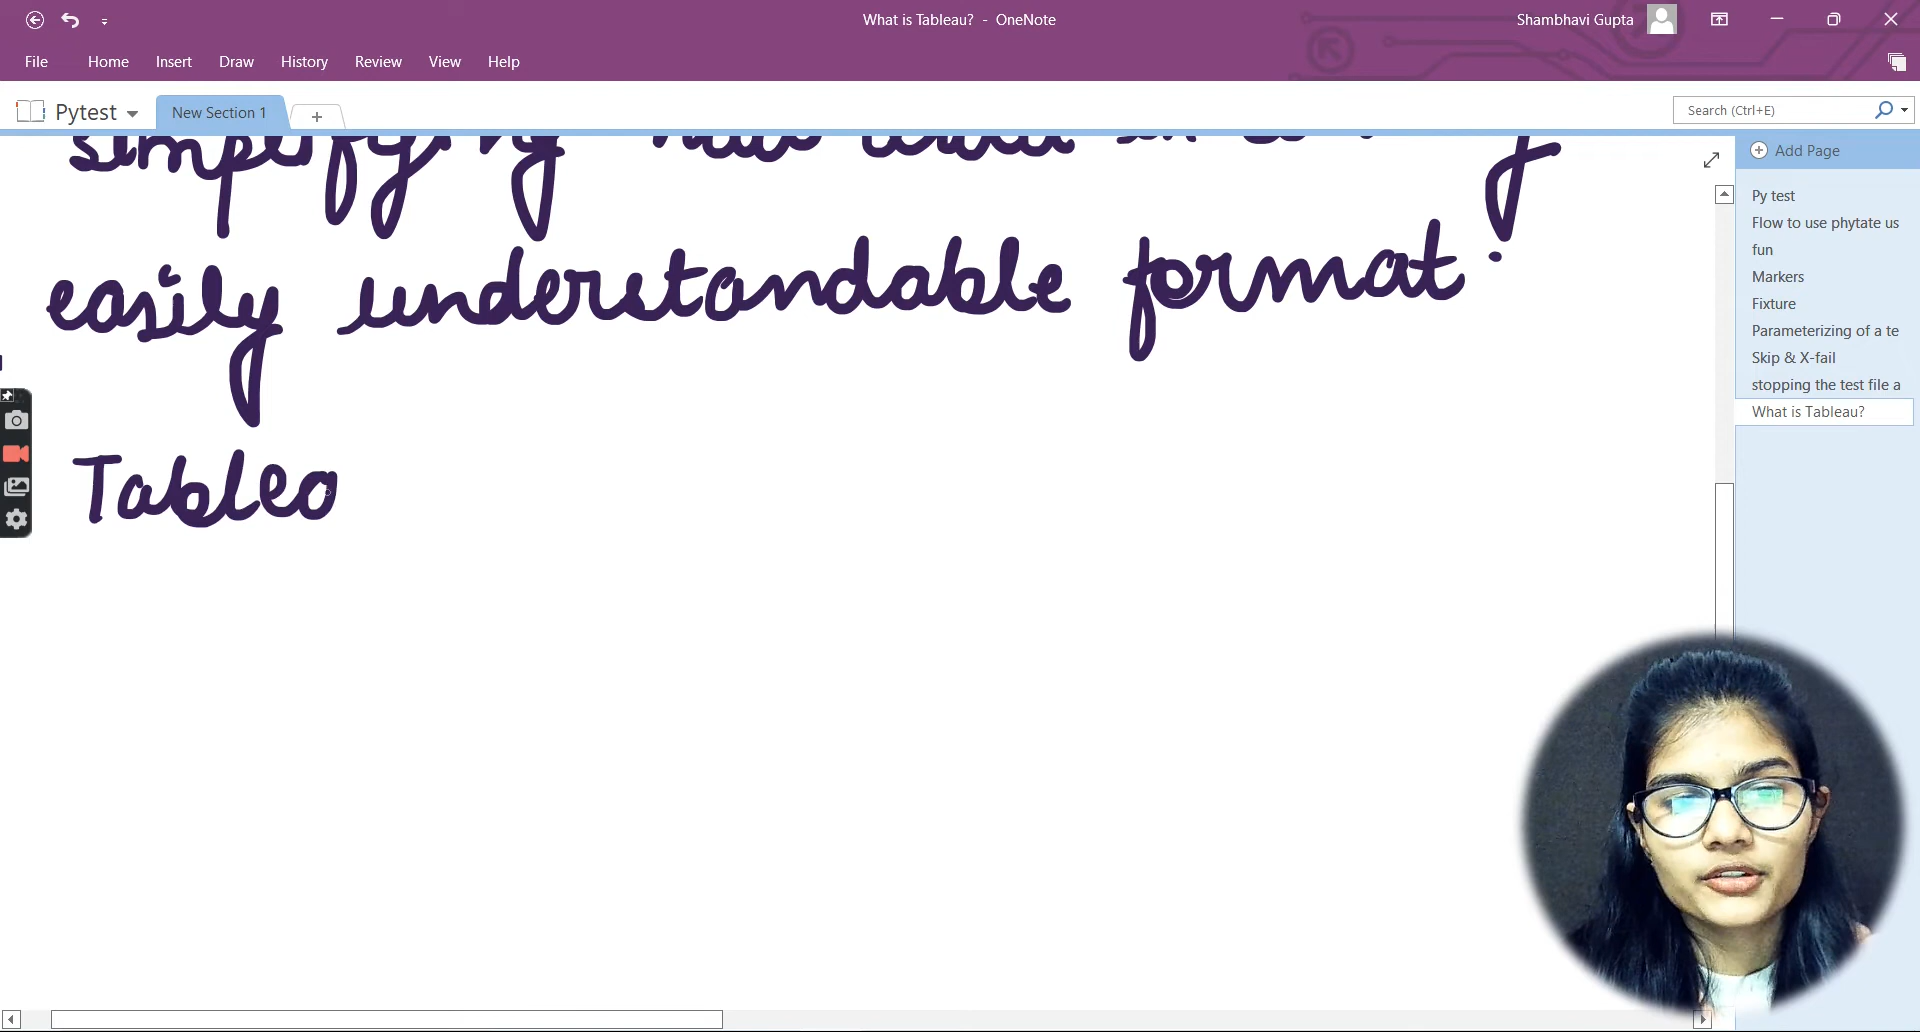 What is Tableau? - OneNote
Shambhavi Gupta
File Home Insert Draw History Review View Help
Pytest
New Section 1
+
Search (Ctrl+E)
Add Page
Py test
Flow to use phytate us
fun
Markers
Fixture
Parameterizing of a te
Skip & X-fail
stopping the test file a
What is Tableau?
simplifying
easily understandable format.
Tablea